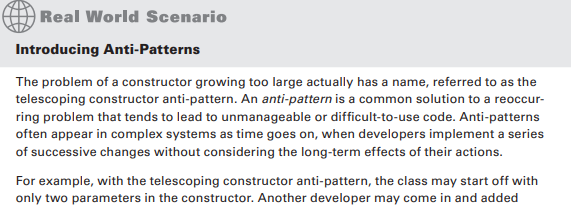 Real World Scenario
Introducing Anti-Patterns
The problem of a constructor growing too large actually has a name, referred to as the
telescoping constructor anti-pattern. An anti-pattern is a common solution to a reoccur-
ring problem that tends to lead to unmanageable or difficult-to-use code. Anti-patterns
often appear in complex systems as time goes on, when developers implement a series
of successive changes without considering the long-term effects of their actions.
For example, with the telescoping constructor anti-pattern, the class may start off with
only two parameters in the constructor. Another developer may come in and added